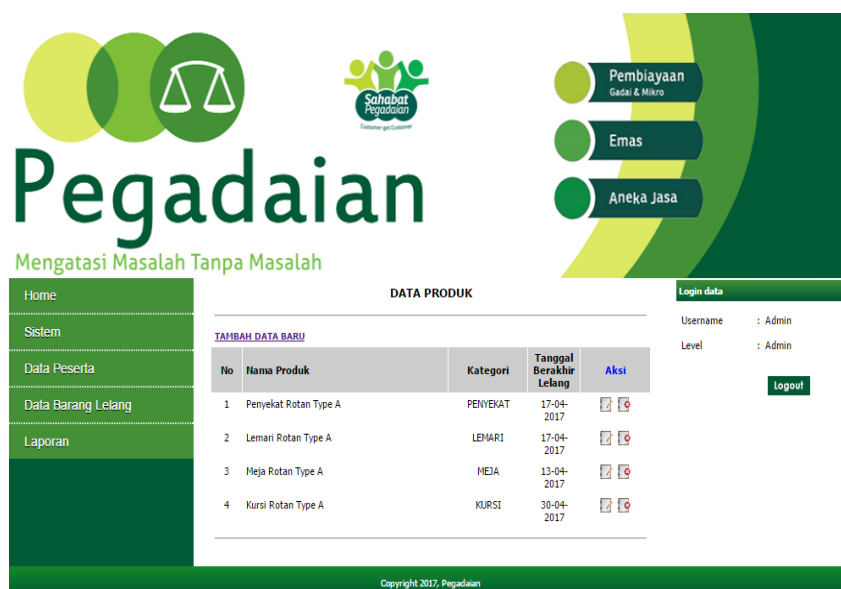 Sahabat
Pegadaian
Customer get Customer
Pembiayaan
Gadai & Mikro
Emas
Aneka Jasa
Pegadaian
Mengatasi Masalah Tanpa Masalah
Home
Sistem
Data Peserta
Data Barang Lelang
Laporan
DATA PRODUK
TAMBAH DATA BARU
No Nama Produk Kategori Tanggal Berakhir Lelang Aksi
1 Penyekat Rotan Type A PENYEKAT 17-04-2017
2 Lemari Rotan Type A LEMARI 17-04-2017
3 Meja Rotan Type A MEJA 13-04-2017
4 Kursi Rotan Type A KURSI 30-04-2017
Login data
Username : Admin
Level : Admin
Logout
Copyright 2017, Pegadaian